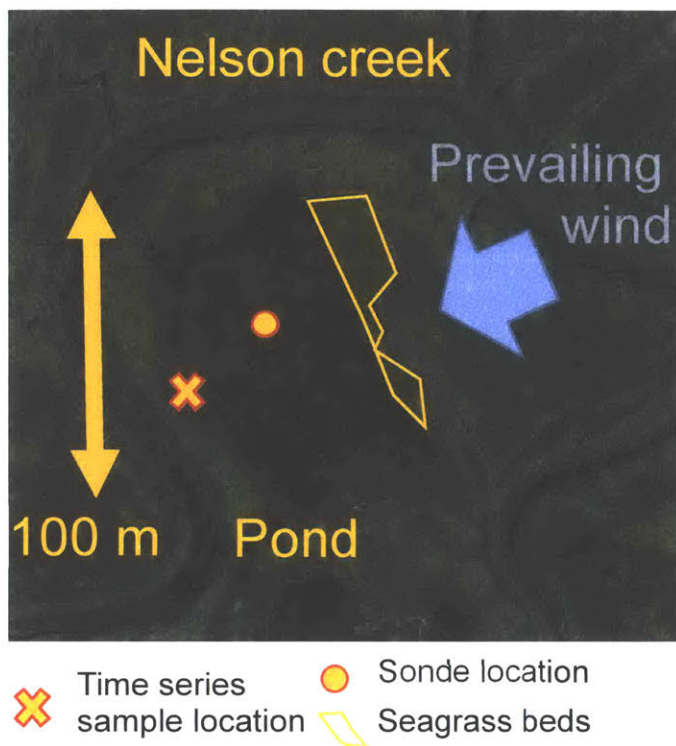 Nelson creek
Prevailing
wind
100 m
Pond
Time series
sample location
Sonde location
Seagrass beds